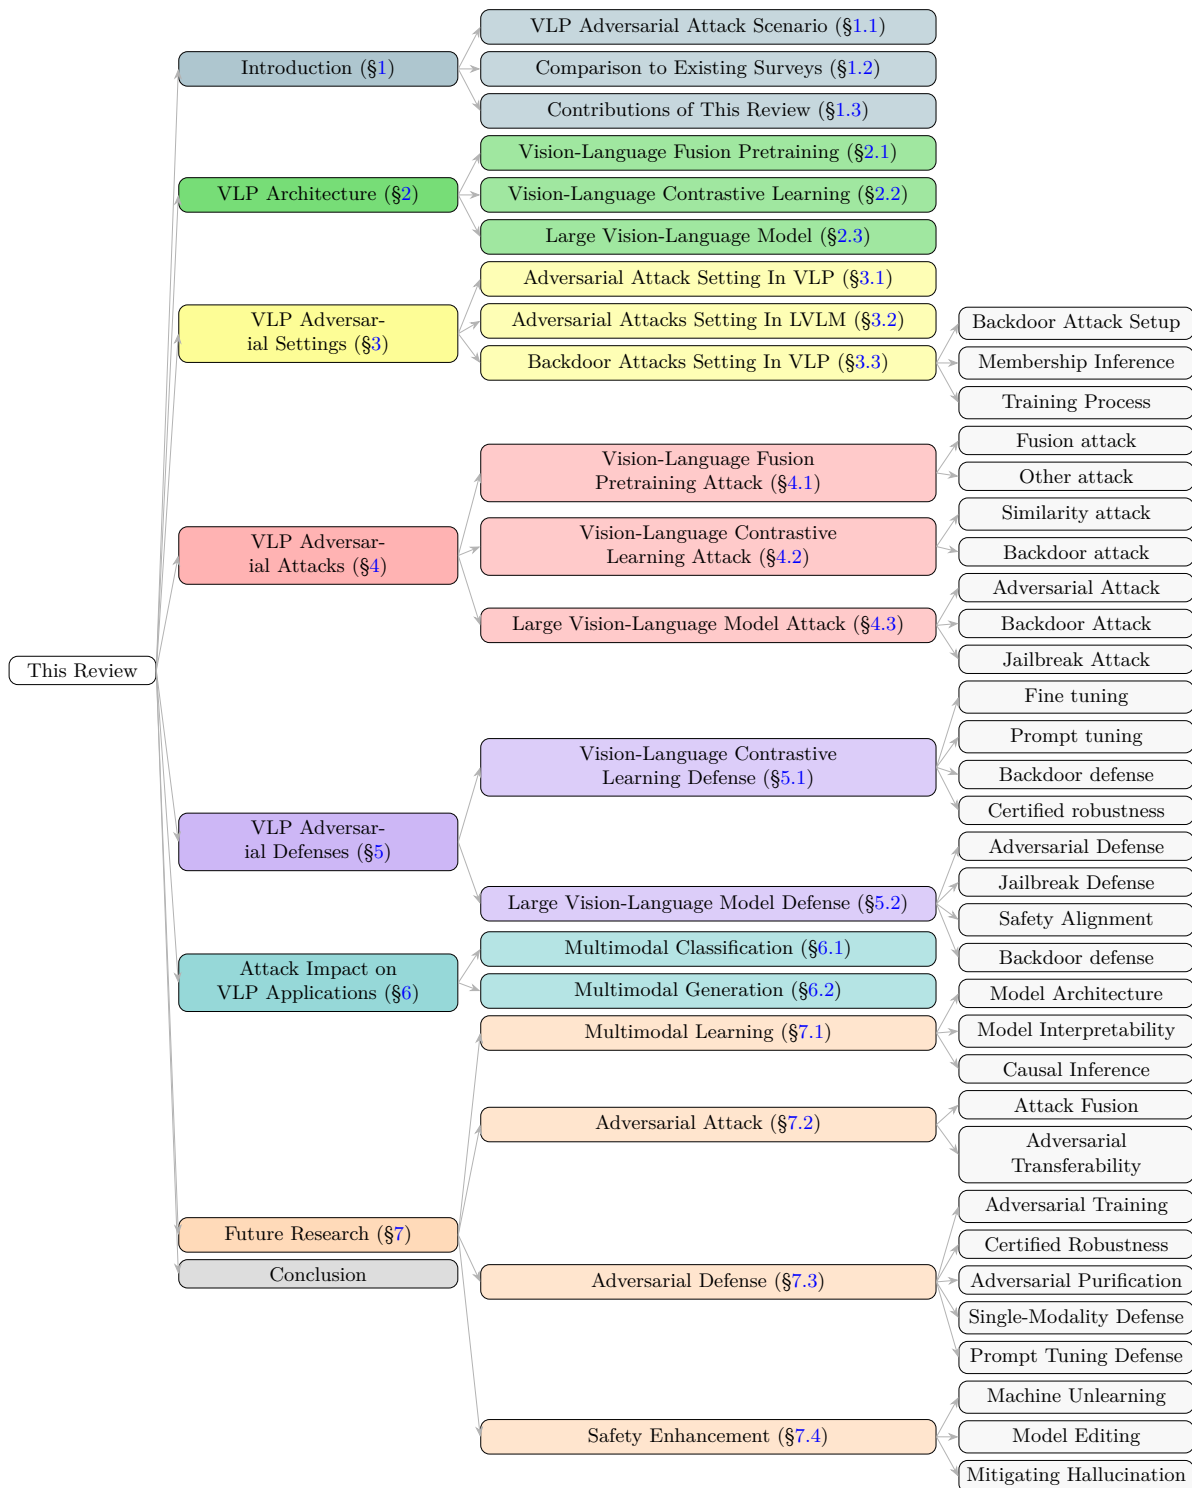 This Review
Introduction (§1)
VLP Adversarial Attack Scenario (§1.1)
Comparison to Existing Surveys (§1.2)
Contributions of This Review (§1.3)
VLP Architecture (§2)
Vision-Language Fusion Pretraining (§2.1)
Vision-Language Contrastive Learning (§2.2)
Large Vision-Language Model (§2.3)
VLP Adversar-
ial Settings (§3)
Adversarial Attack Setting In VLP (§3.1)
Adversarial Attacks Setting In LVLM (§3.2)
Backdoor Attacks Setting In VLP (§3.3)
Backdoor Attack Setup
Membership Inference
Training Process
VLP Adversar-
ial Attacks (§4)
Vision-Language Fusion
Pretraining Attack (§4.1)
Fusion attack
Other attack
Vision-Language Contrastive
Learning Attack (§4.2)
Similarity attack
Backdoor attack
Large Vision-Language Model Attack (§4.3)
Adversarial Attack
Backdoor Attack
Jailbreak Attack
VLP Adversar-
ial Defenses (§5)
Vision-Language Contrastive
Learning Defense (§5.1)
Fine tuning
Prompt tuning
Backdoor defense
Certified robustness
Large Vision-Language Model Defense (§5.2)
Adversarial Defense
Jailbreak Defense
Safety Alignment
Backdoor defense
Attack Impact on
VLP Applications (§6)
Multimodal Classification (§6.1)
Multimodal Generation (§6.2)
Future Research (§7)
Multimodal Learning (§7.1)
Model Architecture
Model Interpretability
Causal Inference
Adversarial Attack (§7.2)
Attack Fusion
Adversarial
Transferability
Adversarial Defense (§7.3)
Adversarial Training
Certified Robustness
Adversarial Purification
Single-Modality Defense
Prompt Tuning Defense
Safety Enhancement (§7.4)
Machine Unlearning
Model Editing
Mitigating Hallucination
Conclusion